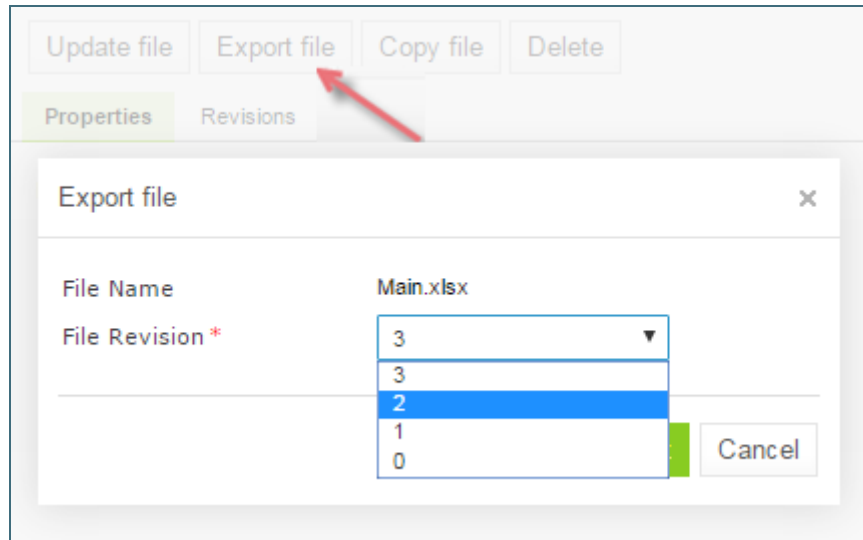 Update file Export file Copy file Delete
Properties Revisions
Export file ×
File Name Main.xlsx
File Revision * 3
3
2
1
0
Cancel